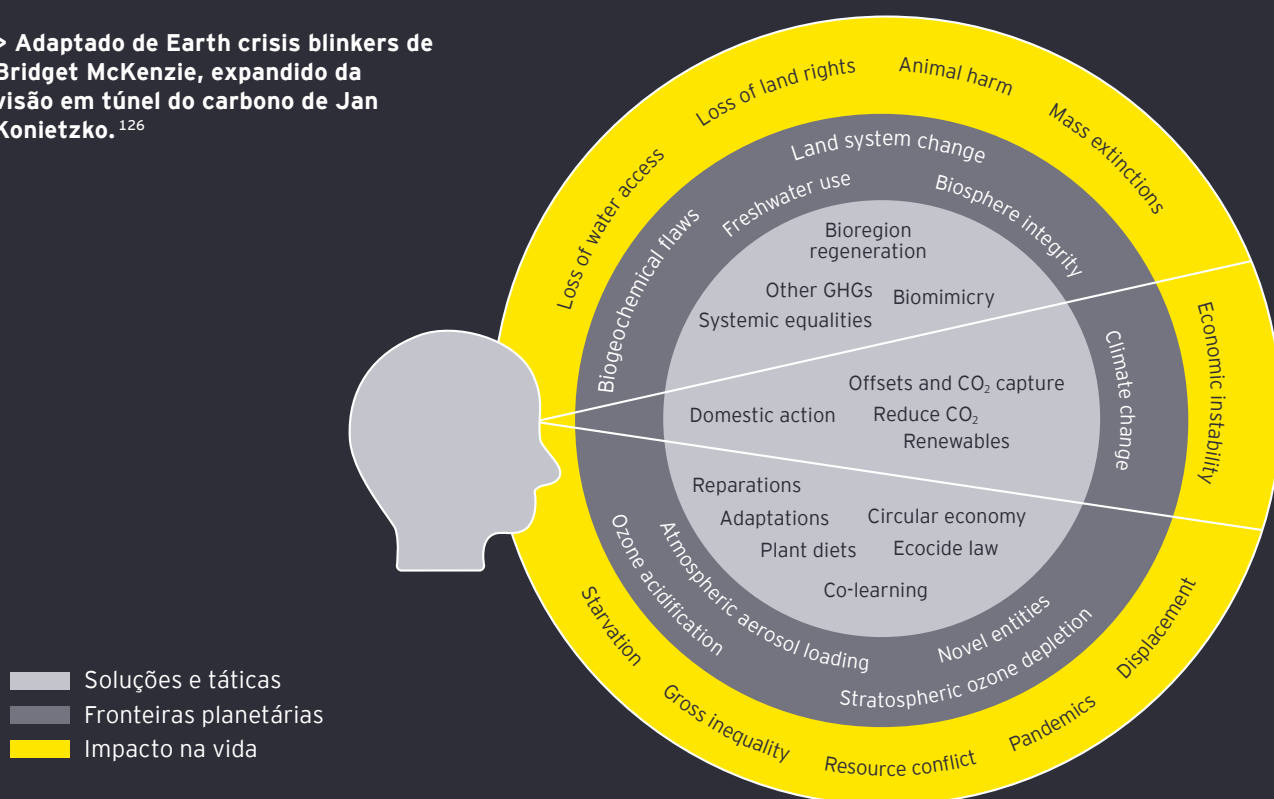 > Adaptado de Earth crisis blinkers de
Bridget McKenzie, expandido da
visão em túnel do carbono de Jan
Konietzko.¹²⁶
Loss of water access
Loss of land rights
Animal harm
Mass extinctions
Economic instability
Displacement
Pandemics
Resource conflict
Gross inequality
Starvation
Biogeochemical flaws
Freshwater use
Land system change
Biosphere integrity
Climate change
Stratospheric ozone depletion
Novel entities
Atmospheric aerosol loading
Ozone acidification
Bioregion
regeneration
Other GHGs
Biomimicry
Systemic equalities
Offsets and CO₂ capture
Domestic action
Reduce CO₂
Renewables
Reparations
Adaptations
Circular economy
Plant diets
Ecocide law
Co-learning
Soluções e táticas
Fronteiras planetárias
Impacto na vida